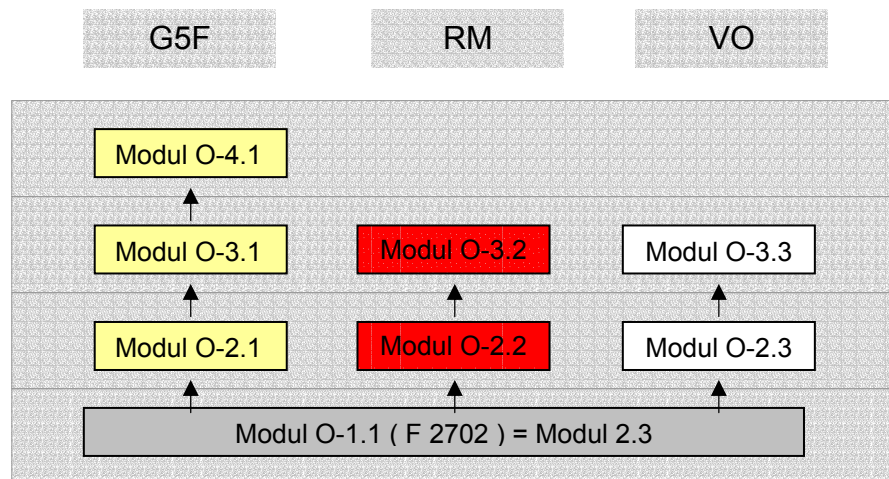 G5F RM VO
Modul O-4.1
Modul O-3.1 Modul O-3.2 Modul O-3.3
Modul O-2.1 Modul O-2.2 Modul O-2.3
Modul O-1.1 ( F 2702 ) = Modul 2.3